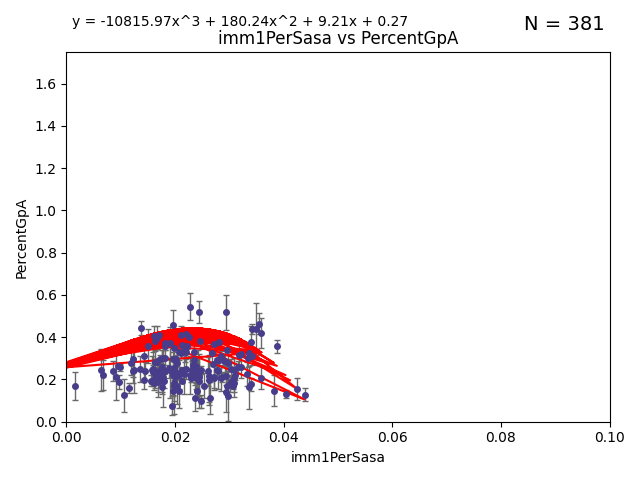 y = -10815.97x^3 + 180.24x^2 + 9.21x + 0.27
N = 381
imm1PerSasa vs PercentGpA
PercentGpA
1.6
1.4
1.2
1.0
0.8
0.6
0.4
0.2
0.0
0.00 0.02 0.04 0.06 0.08 0.10
imm1PerSasa